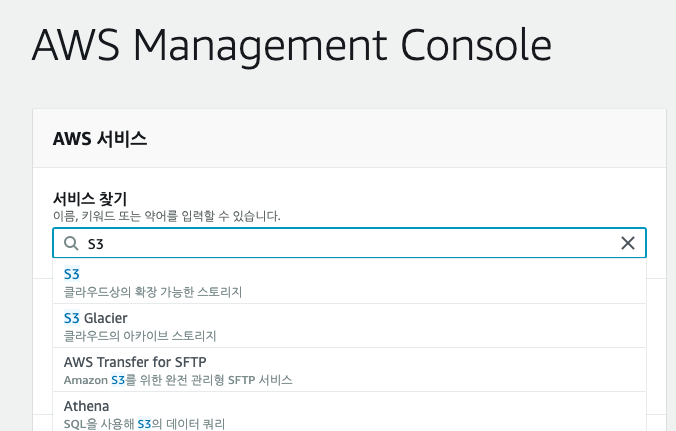 AWS Management Console
AWS 서비스
서비스 찾기
이름, 키워드 또는 약어를 입력할 수 있습니다.
S3
S3
클라우드상의 확장 가능한 스토리지
S3 Glacier
클라우드의 아카이브 스토리지
AWS Transfer for SFTP
Amazon S3를 위한 완전 관리형 SFTP 서비스
Athena
SQL을 사용해 S3의 데이터 쿼리